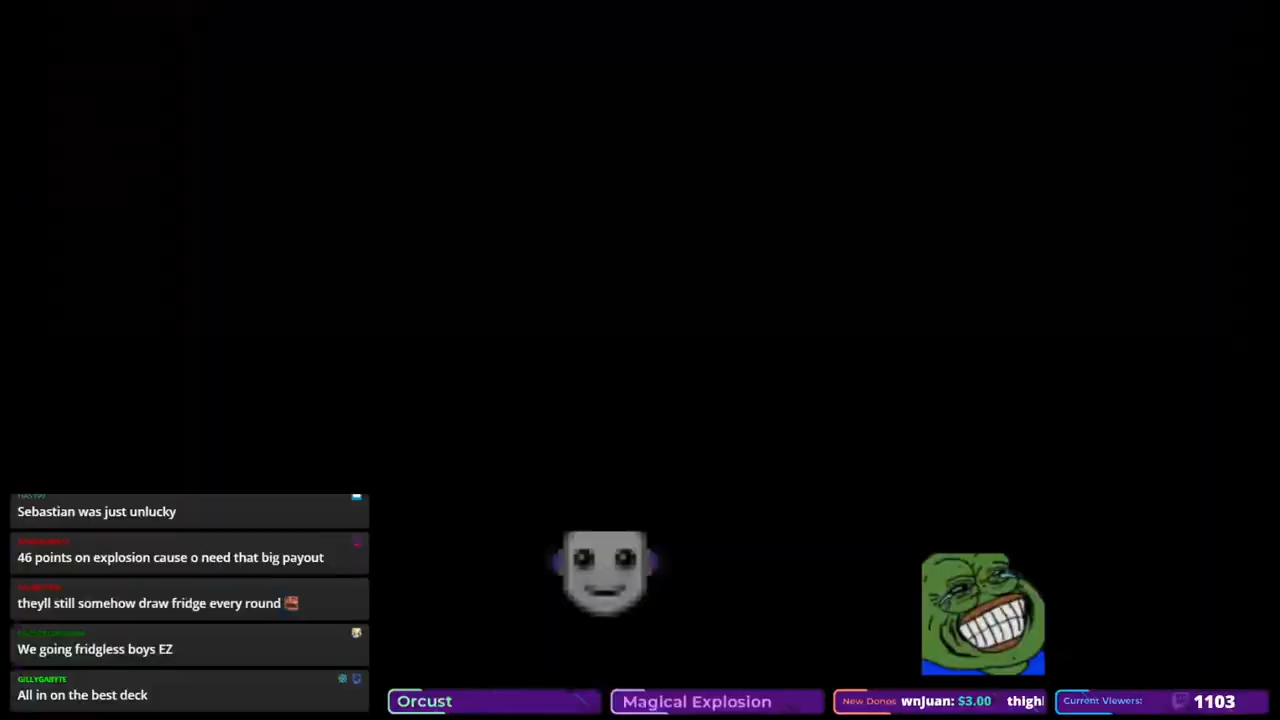 Sebastian was just unlucky
46 points on explosion cause o need that big payout
theyll still somehow draw fridge every round
We going fridgless boys EZ
GILLYGABYTE
All in on the best deck
Orcust
Magical Explosion
New Donos wnJuan: $3.00 thigh
Current Viewers: 1103